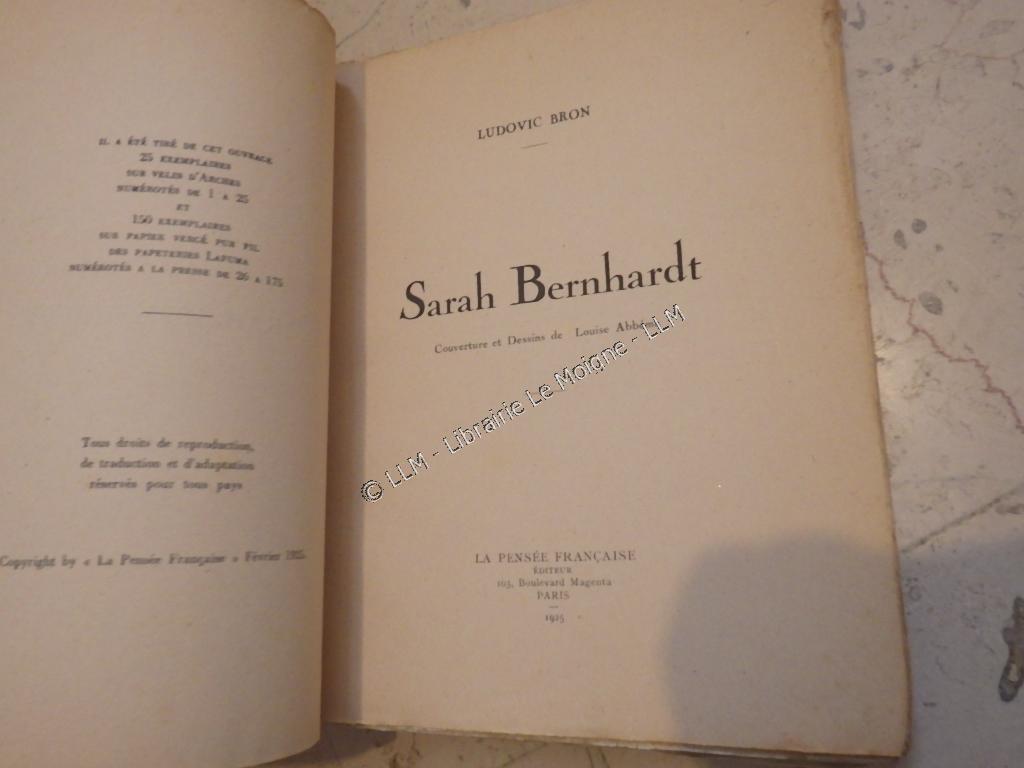 IL A ÉTÉ TIRÉ DE CET OUVRAGE
25 EXEMPLAIRES
SUR VELIN D'ARCHES
NUMÉROTÉS DE 1 A 25
ET
150 EXEMPLAIRES
SUR PAPIER VERGÉ PUR FIL
DES PAPETERIES LAFUMA
NUMÉROTÉS A LA PRESSE DE 26 A 175
Tous droits de reproduction,
de traduction et d'adaptation
réservés pour tous pays
Copyright by « La Pensée Française » Février 1925.
LUDOVIC BRON
Sarah Bernhardt
Couverture et Dessins de Louise Abbéma
LA PENSÉE FRANÇAISE
ÉDITEUR
103, Boulevard Magenta
PARIS
1925
© LLM - Librairie Le Moigne - LLM